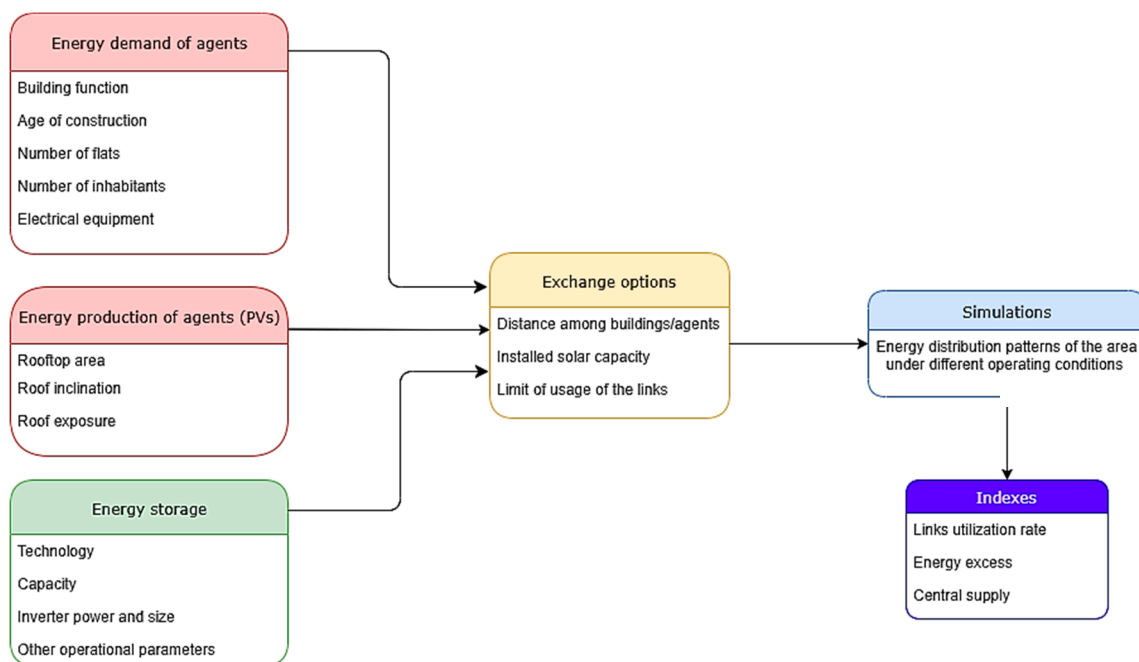 Energy demand of agents
Building function
Age of construction
Number of flats
Number of inhabitants
Electrical equipment
Energy production of agents (PVs)
Rooftop area
Roof inclination
Roof exposure
Energy storage
Technology
Capacity
Inverter power and size
Other operational parameters
Exchange options
Distance among buildings/agents
Installed solar capacity
Limit of usage of the links
Simulations
Energy distribution patterns of the area
under different operating conditions
Indexes
Links utilization rate
Energy excess
Central supply